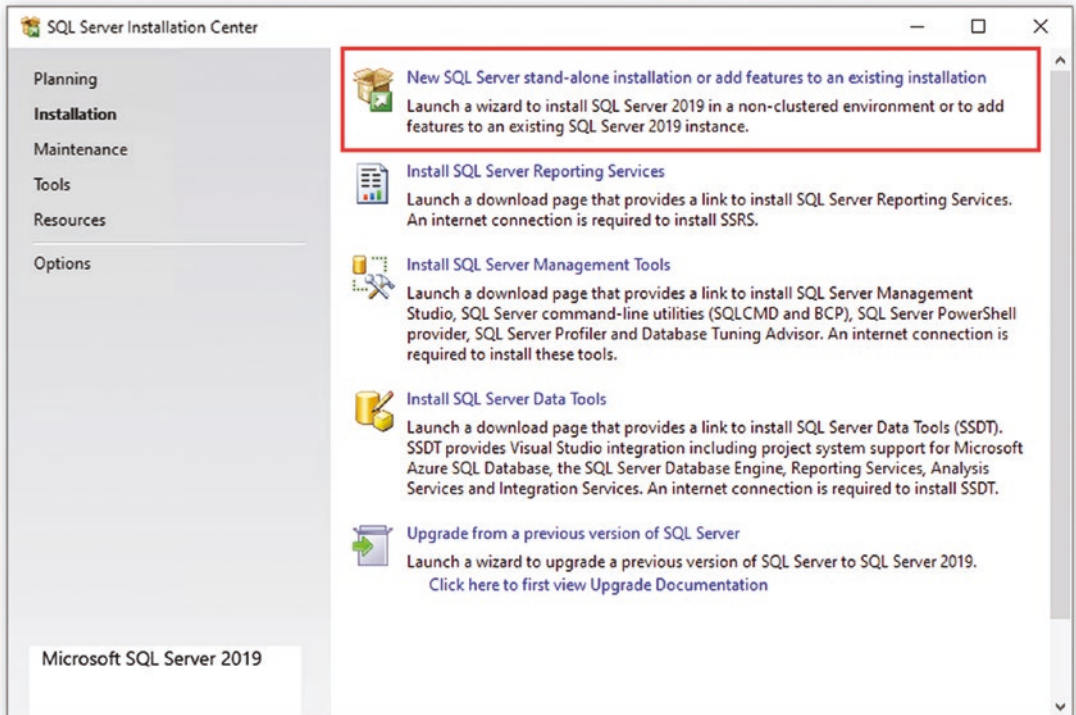 SQL Server Installation Center
Planning
Installation
Maintenance
Tools
Resources
Options
Microsoft SQL Server 2019
New SQL Server stand-alone installation or add features to an existing installation
Launch a wizard to install SQL Server 2019 in a non-clustered environment or to add
features to an existing SQL Server 2019 instance.
Install SQL Server Reporting Services
Launch a download page that provides a link to install SQL Server Reporting Services.
An internet connection is required to install SSRS.
Install SQL Server Management Tools
Launch a download page that provides a link to install SQL Server Management
Studio, SQL Server command-line utilities (SQLCMD and BCP), SQL Server PowerShell
provider, SQL Server Profiler and Database Tuning Advisor. An internet connection is
required to install these tools.
Install SQL Server Data Tools
Launch a download page that provides a link to install SQL Server Data Tools (SSDT).
SSDT provides Visual Studio integration including project system support for Microsoft
Azure SQL Database, the SQL Server Database Engine, Reporting Services, Analysis
Services and Integration Services. An internet connection is required to install SSDT.
Upgrade from a previous version of SQL Server
Launch a wizard to upgrade a previous version of SQL Server to SQL Server 2019.
Click here to first view Upgrade Documentation